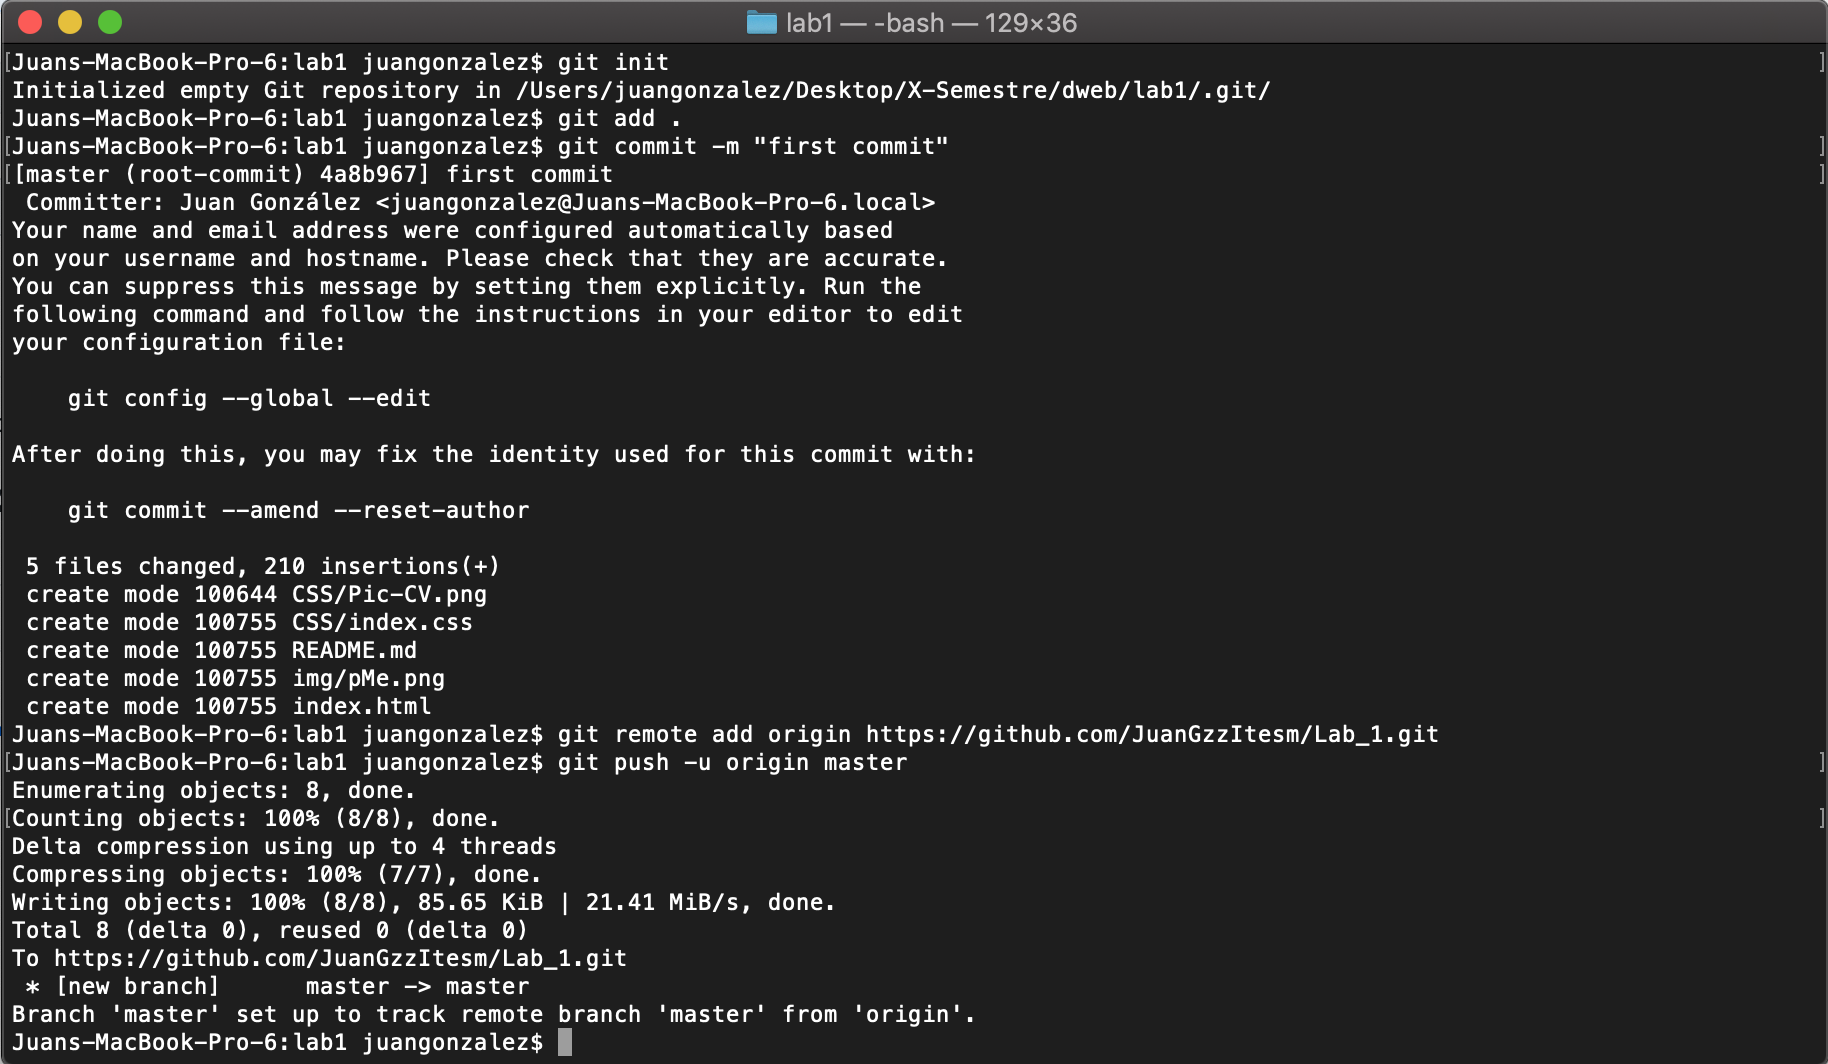 lab1 — -bash — 129×36
[Juans-MacBook-Pro-6:lab1 juangonzalez$ git init ]
Initialized empty Git repository in /Users/juangonzalez/Desktop/X-Semestre/dweb/lab1/.git/
Juans-MacBook-Pro-6:lab1 juangonzalez$ git add .
[Juans-MacBook-Pro-6:lab1 juangonzalez$ git commit -m "first commit" ]
[[master (root-commit) 4a8b967] first commit ]
 Committer: Juan González <juangonzalez@Juans-MacBook-Pro-6.local>
Your name and email address were configured automatically based
on your username and hostname. Please check that they are accurate.
You can suppress this message by setting them explicitly. Run the
following command and follow the instructions in your editor to edit
your configuration file:

    git config --global --edit

After doing this, you may fix the identity used for this commit with:

    git commit --amend --reset-author

 5 files changed, 210 insertions(+)
 create mode 100644 CSS/Pic-CV.png
 create mode 100755 CSS/index.css
 create mode 100755 README.md
 create mode 100755 img/pMe.png
 create mode 100755 index.html
Juans-MacBook-Pro-6:lab1 juangonzalez$ git remote add origin https://github.com/JuanGzzItesm/Lab_1.git
[Juans-MacBook-Pro-6:lab1 juangonzalez$ git push -u origin master ]
Enumerating objects: 8, done.
[Counting objects: 100% (8/8), done. ]
Delta compression using up to 4 threads
Compressing objects: 100% (7/7), done.
Writing objects: 100% (8/8), 85.65 KiB | 21.41 MiB/s, done.
Total 8 (delta 0), reused 0 (delta 0)
To https://github.com/JuanGzzItesm/Lab_1.git
 * [new branch]      master -> master
Branch 'master' set up to track remote branch 'master' from 'origin'.
Juans-MacBook-Pro-6:lab1 juangonzalez$